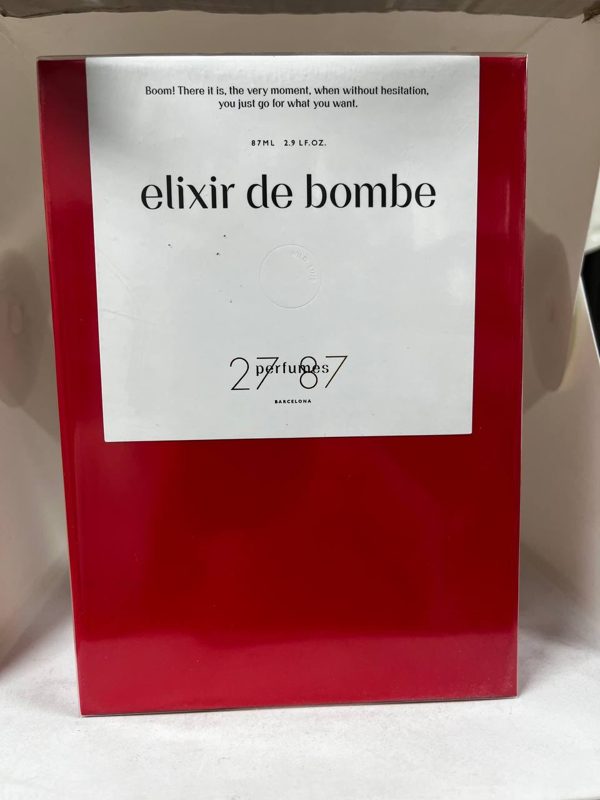 Boom! There it is, the very moment, when without hesitation,
you just go for what you want.
87ML 2.9 LF.OZ.
elixir de bombe
27 perfumes 87
BARCELONA